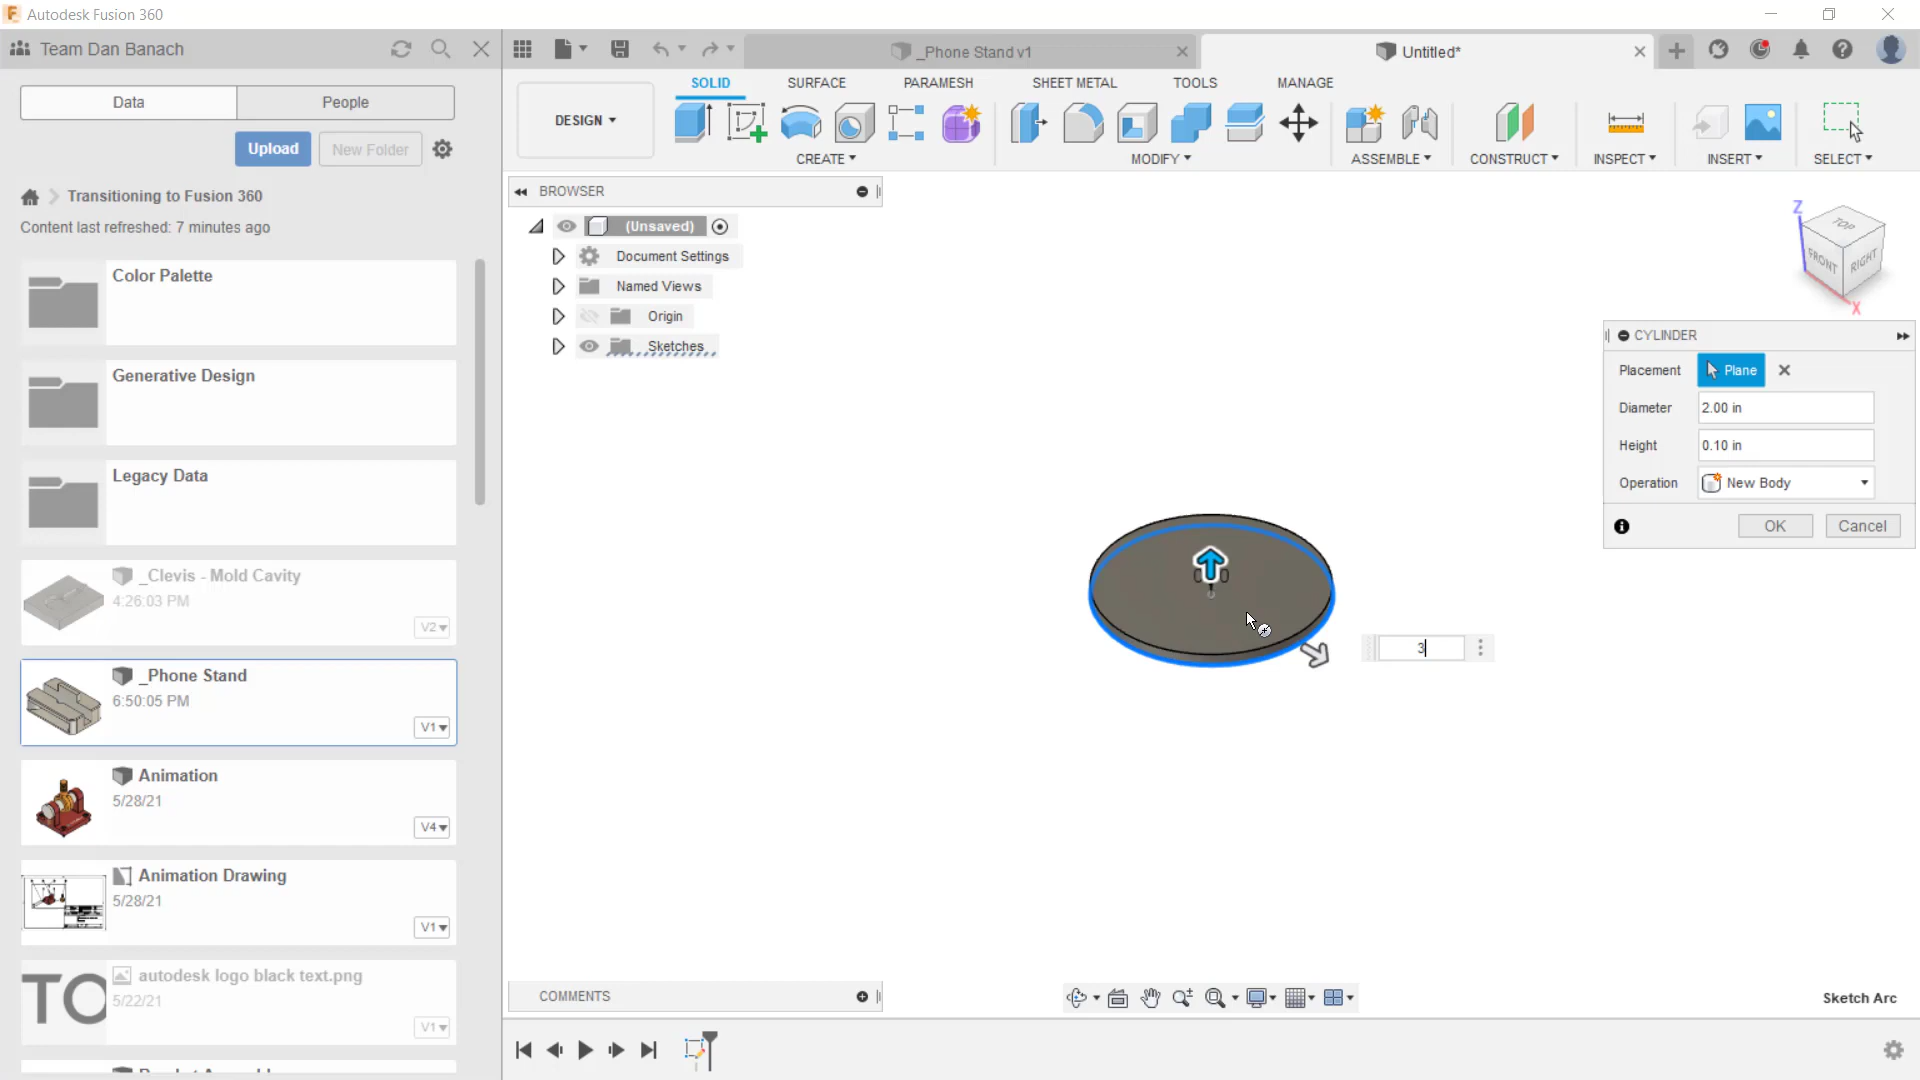 Autodesk Fusion 360
Team Dan Banach
_Phone Stand v1
Untitled*
Data
People
Upload
New Folder
Transitioning to Fusion 360
Content last refreshed: 7 minutes ago
Color Palette
Generative Design
Legacy Data
_Clevis - Mold Cavity
4:26:03 PM
V2
_Phone Stand
6:50:05 PM
V1
Animation
5/28/21
V4
Animation Drawing
5/28/21
V1
TO
autodesk logo black text.png
5/22/21
V1
DESIGN
SOLID
SURFACE
PARAMESH
SHEET METAL
TOOLS
MANAGE
CREATE
MODIFY
ASSEMBLE
CONSTRUCT
INSPECT
INSERT
SELECT
BROWSER
(Unsaved)
Document Settings
Named Views
Origin
Sketches
Z
TOP
FRONT
RIGHT
X
CYLINDER
Placement
Plane
Diameter
2.00 in
Height
0.10 in
Operation
New Body
OK
Cancel
3
COMMENTS
Sketch Arc